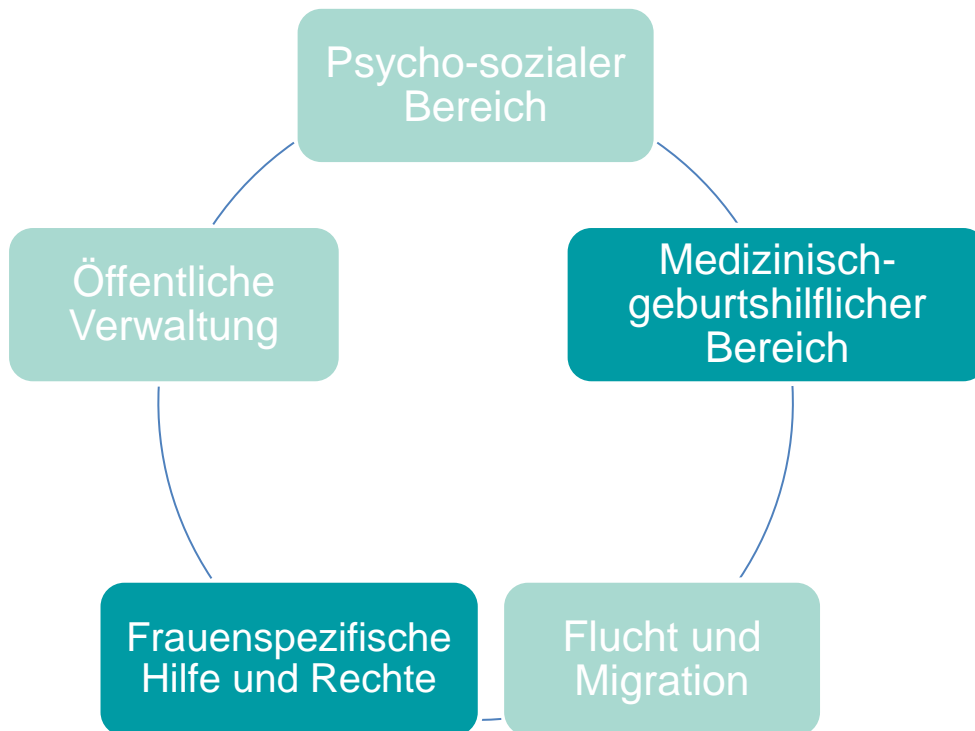 Psycho-sozialer
Bereich
Öffentliche
Verwaltung
Medizinisch-
geburtshilflicher
Bereich
Frauenspezifische
Hilfe und Rechte
Flucht und
Migration